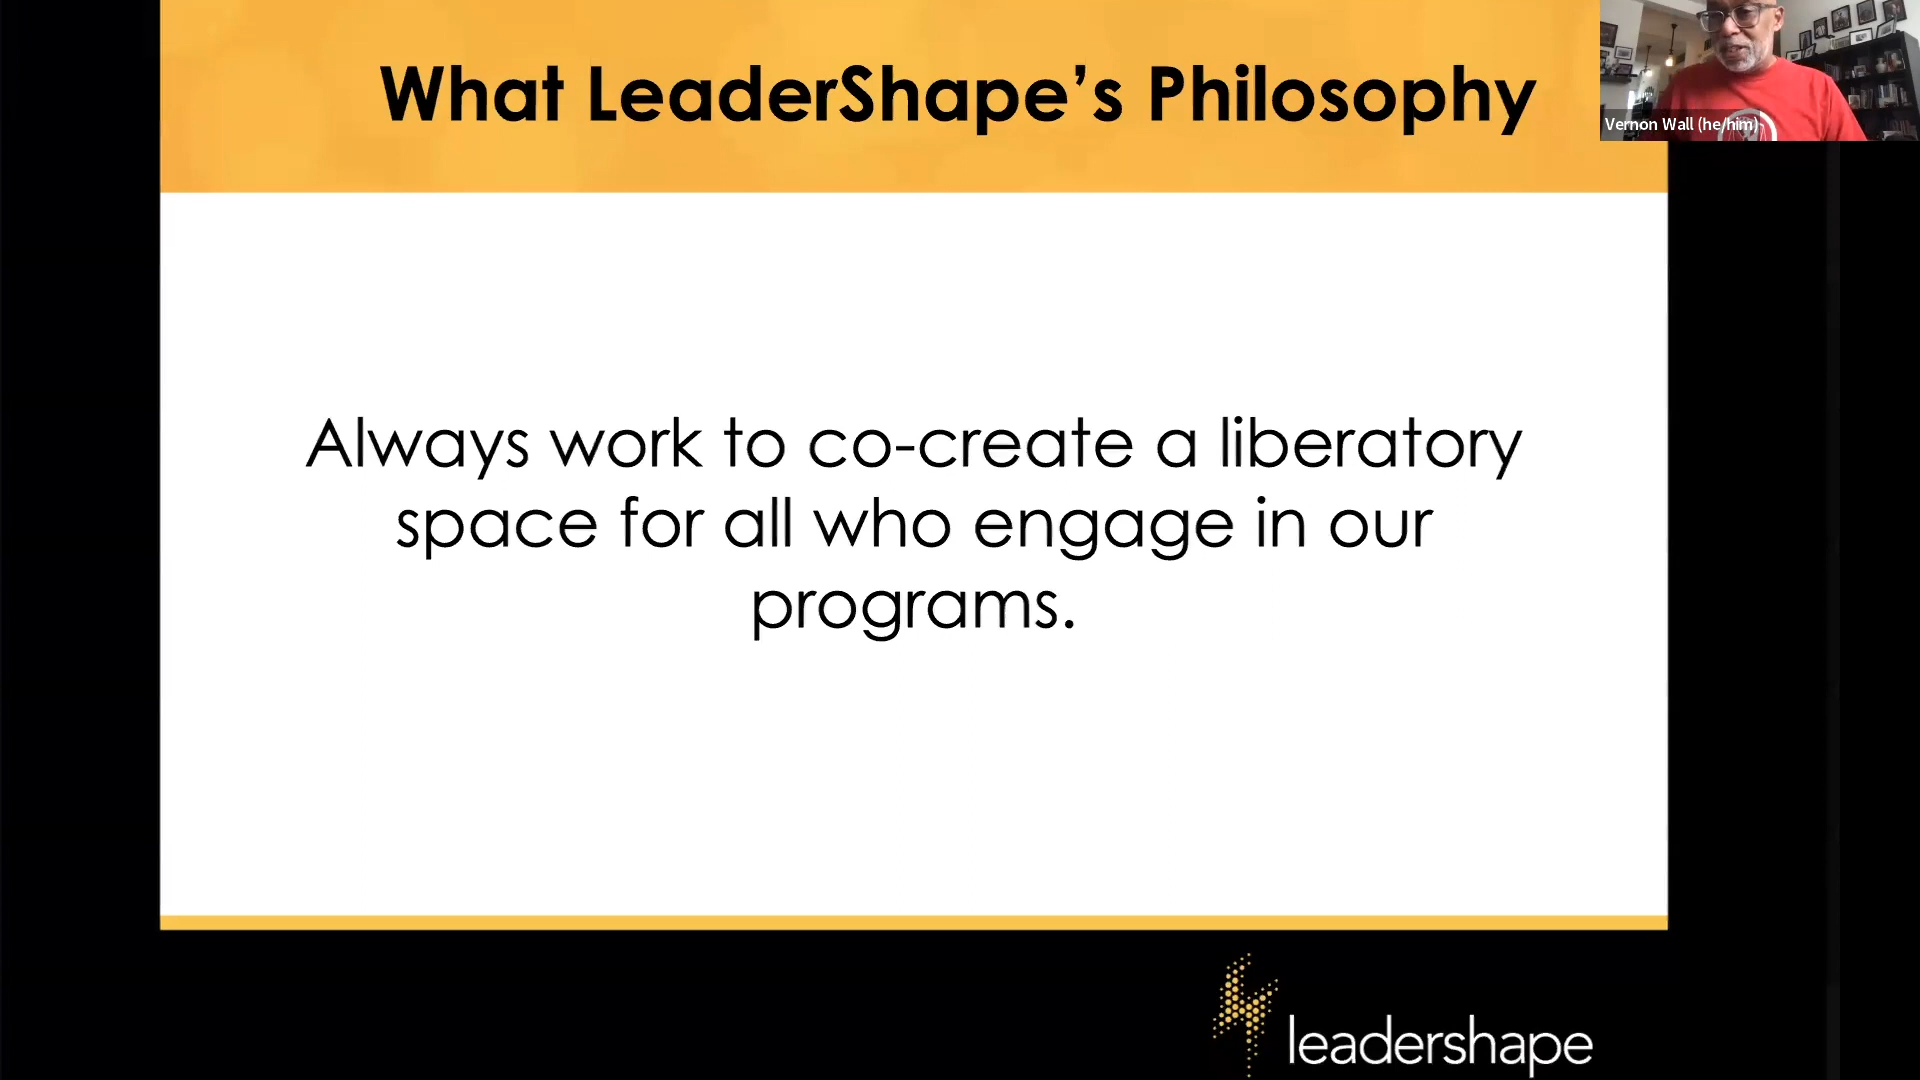 What LeaderShape’s Philosophy
Vernon Wall (he/him)
Always work to co-create a liberatory
space for all who engage in our
programs.
leadershape